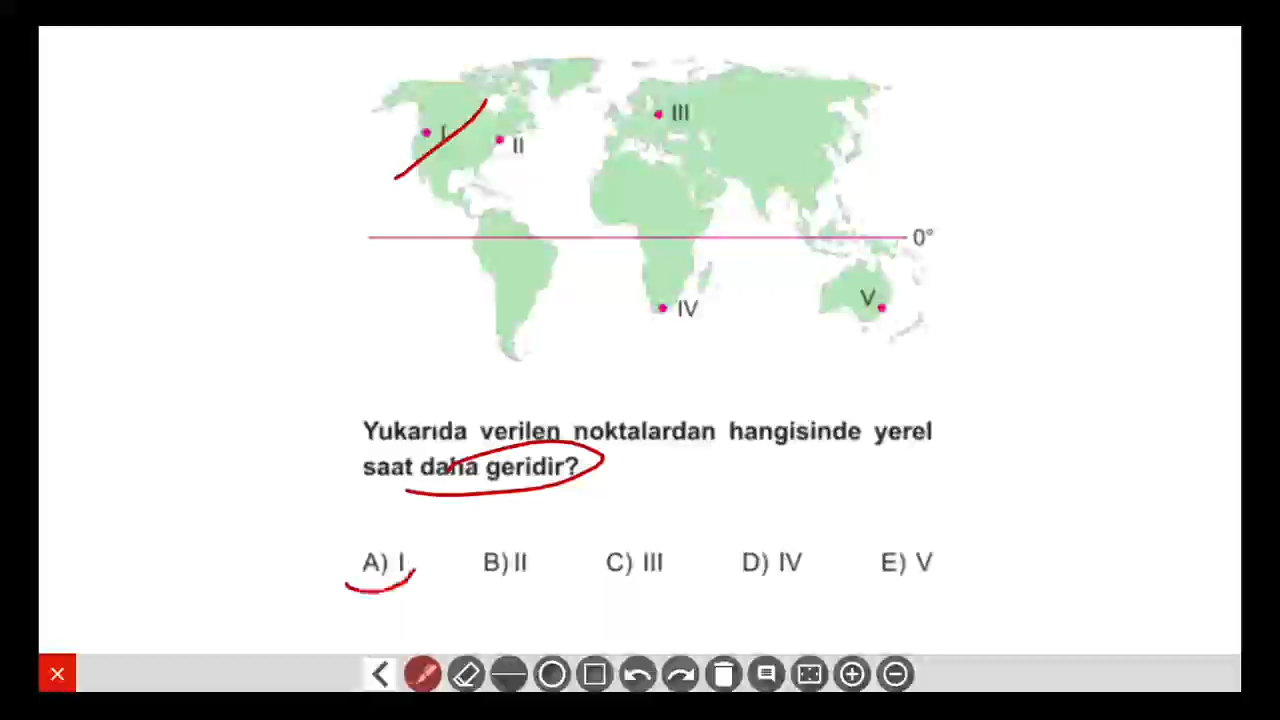 III
I
II
0°
V
IV
Yukarıda verilen noktalardan hangisinde yerel
saat daha geridir?
A) I B) II C) III D) IV E) V